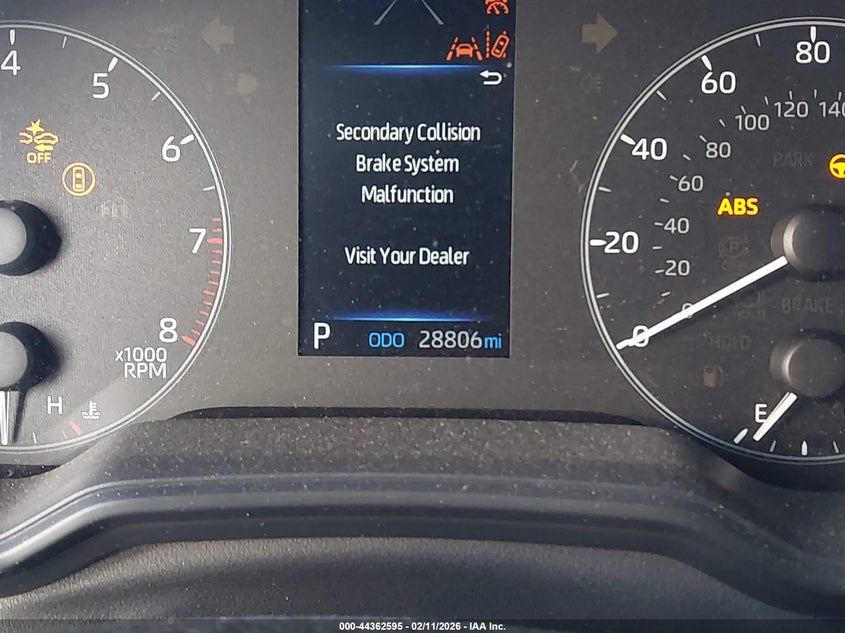 4
5
6
7
8
x1000
RPM
H
OFF
Secondary Collision
Brake System
Malfunction
Visit Your Dealer
P ODO 28806 mi
80
60
40
20
0
140
120
100
80
60
40
20
0
PARK
ABS
BRAKE
HOLD
E
000-44362595 - 02/11/2026 - IAA Inc.